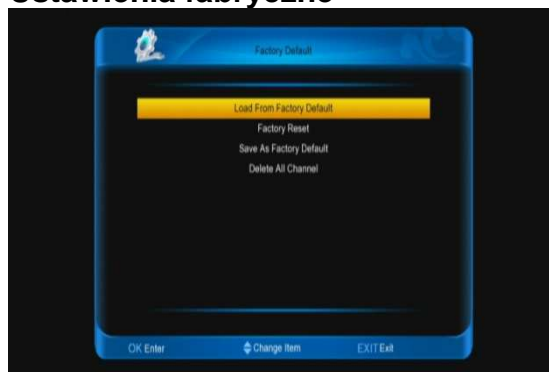 Ustawienia fabryczne
Factory Default
Load From Factory Default
Factory Reset
Save As Factory Default
Delete All Channel
OK Enter Change Item EXIT Exit